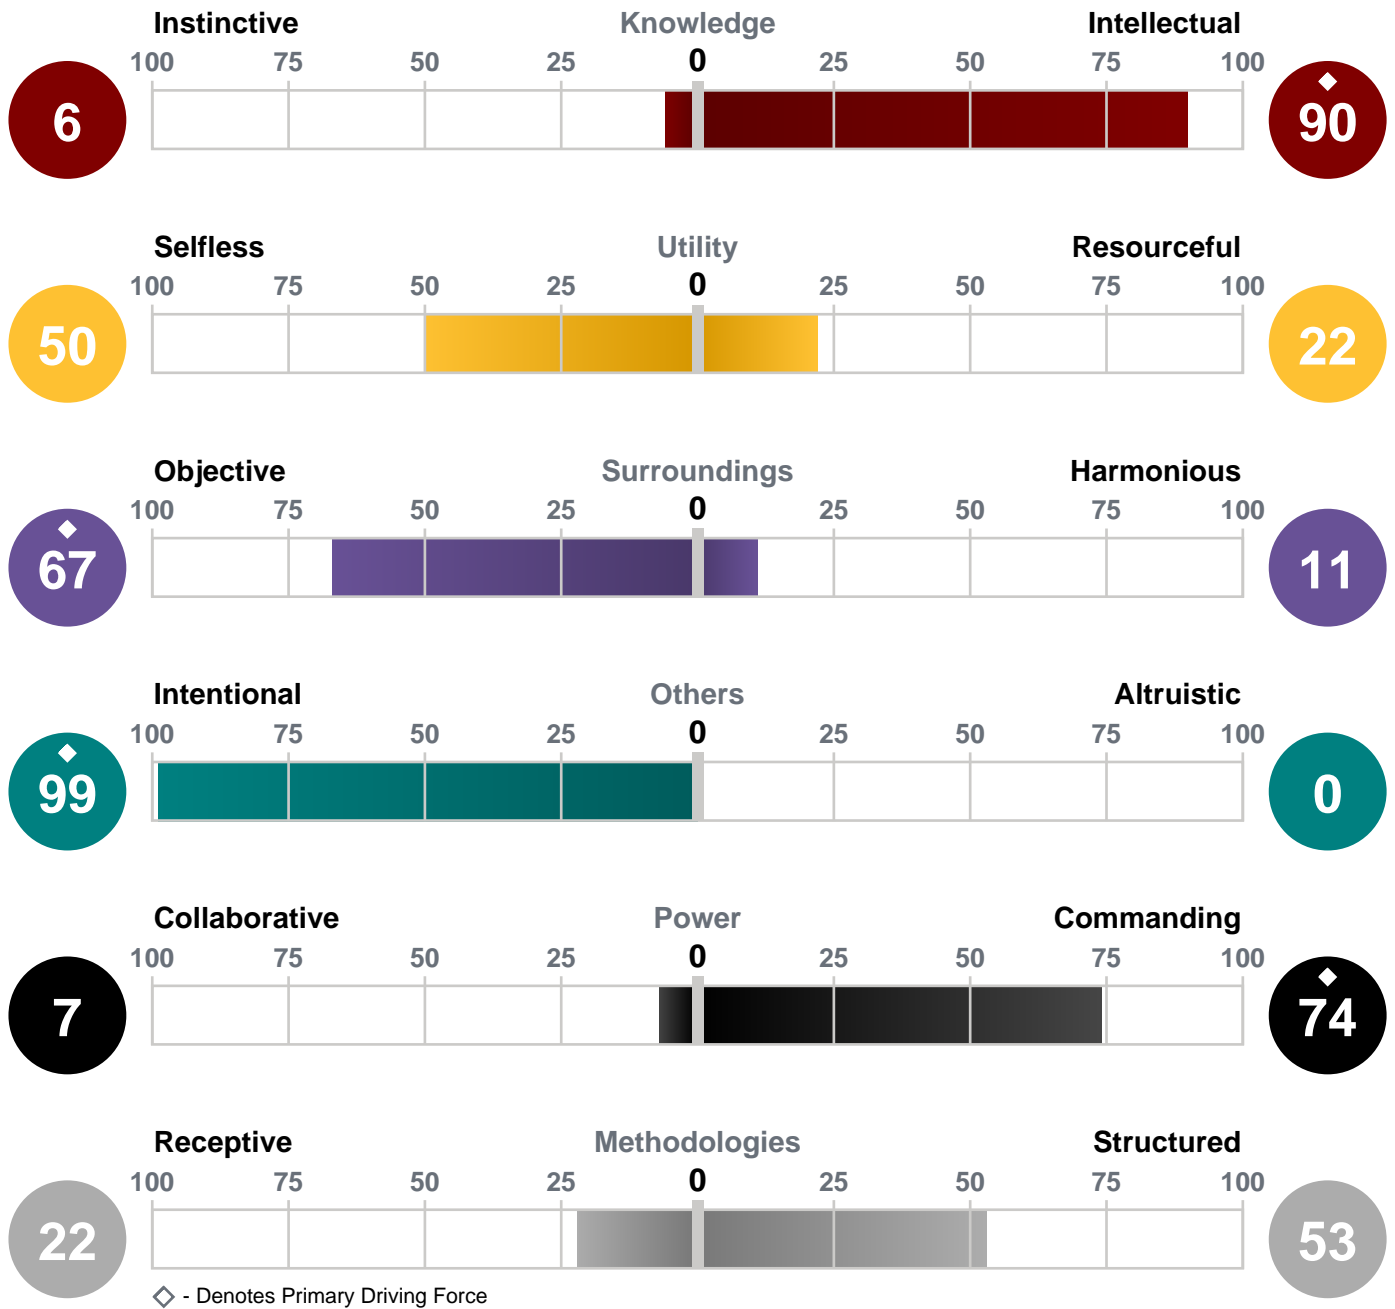 Instinctive Knowledge Intellectual
100 75 50 25 0 25 50 75 100
6 90
Selfless Utility Resourceful
100 75 50 25 0 25 50 75 100
50 22
Objective Surroundings Harmonious
100 75 50 25 0 25 50 75 100
67 11
Intentional Others Altruistic
100 75 50 25 0 25 50 75 100
99 0
Collaborative Power Commanding
100 75 50 25 0 25 50 75 100
7 74
Receptive Methodologies Structured
100 75 50 25 0 25 50 75 100
22 53
- Denotes Primary Driving Force